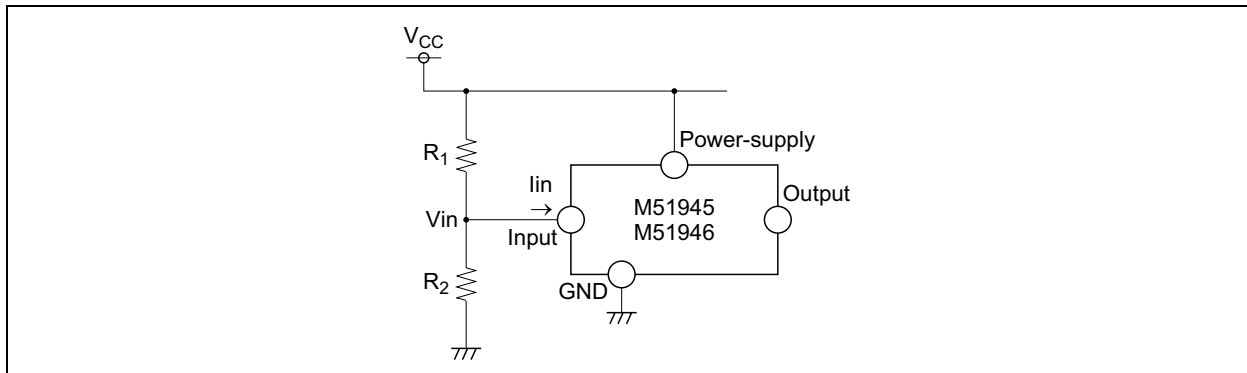 VCC
Power-supply
R1
Iin
→
M51945
Output
Vin
Input
M51946
R2
GND